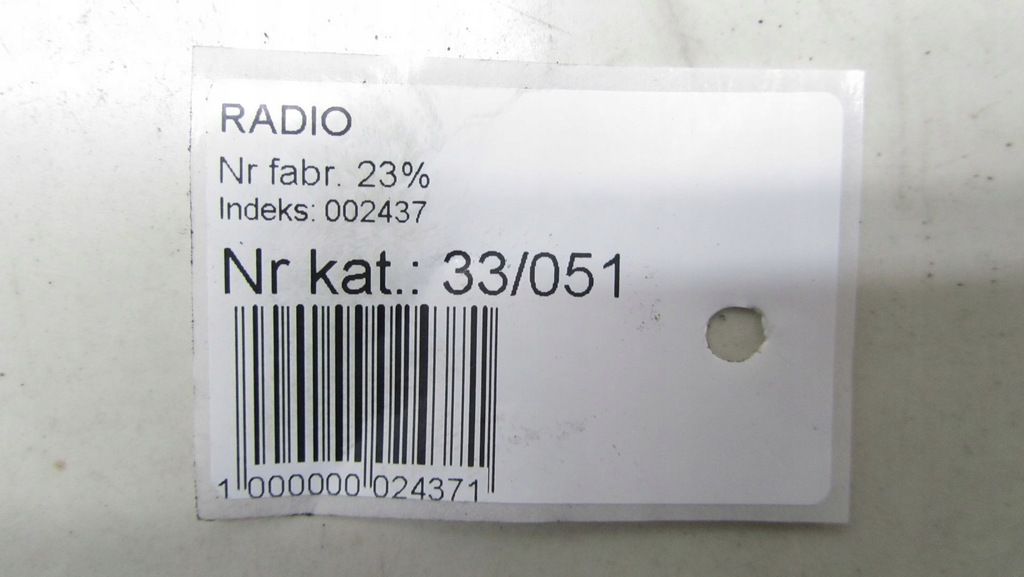 RADIO
Nr fabr. 23%
Indeks: 002437
Nr kat.: 33/051
1 000000 024371